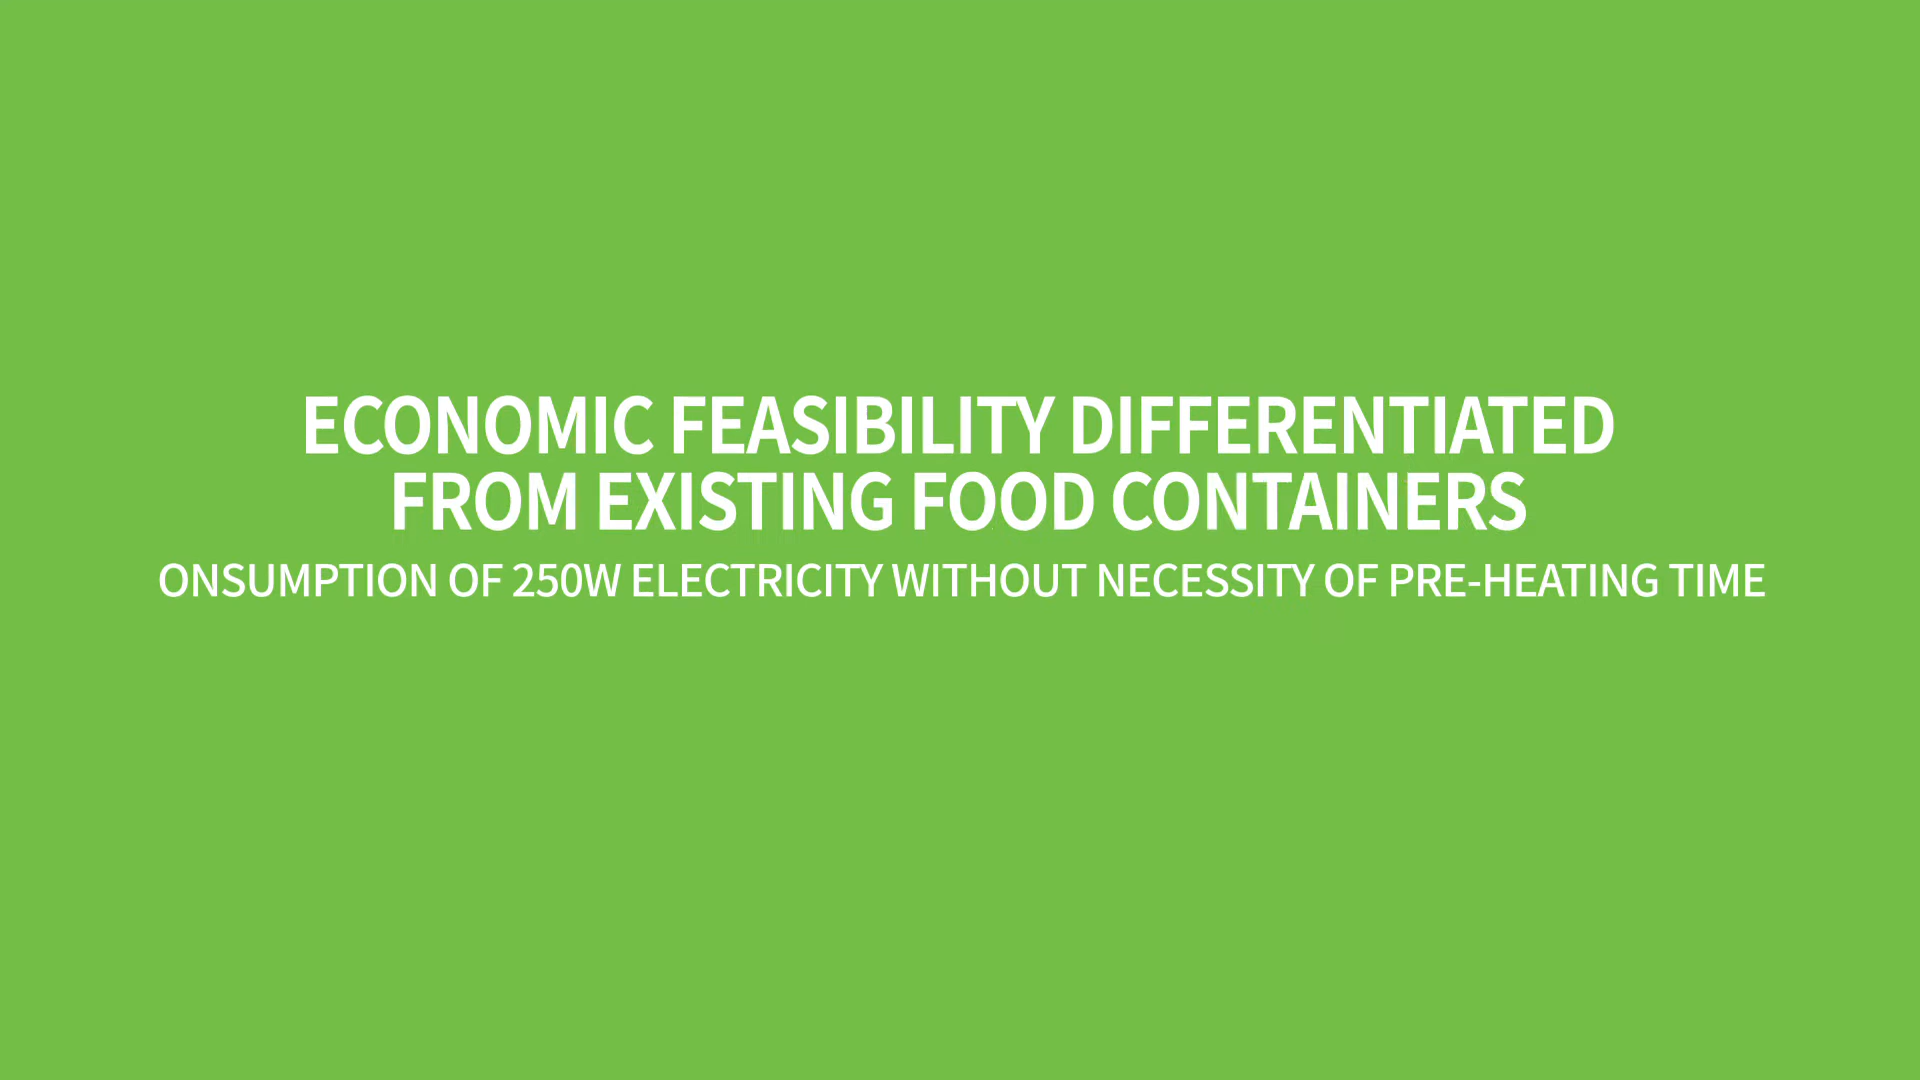 ECONOMIC FEASIBILITY DIFFERENTIATED
FROM EXISTING FOOD CONTAINERS
ONSUMPTION OF 250W ELECTRICITY WITHOUT NECESSITY OF PRE-HEATING TIME